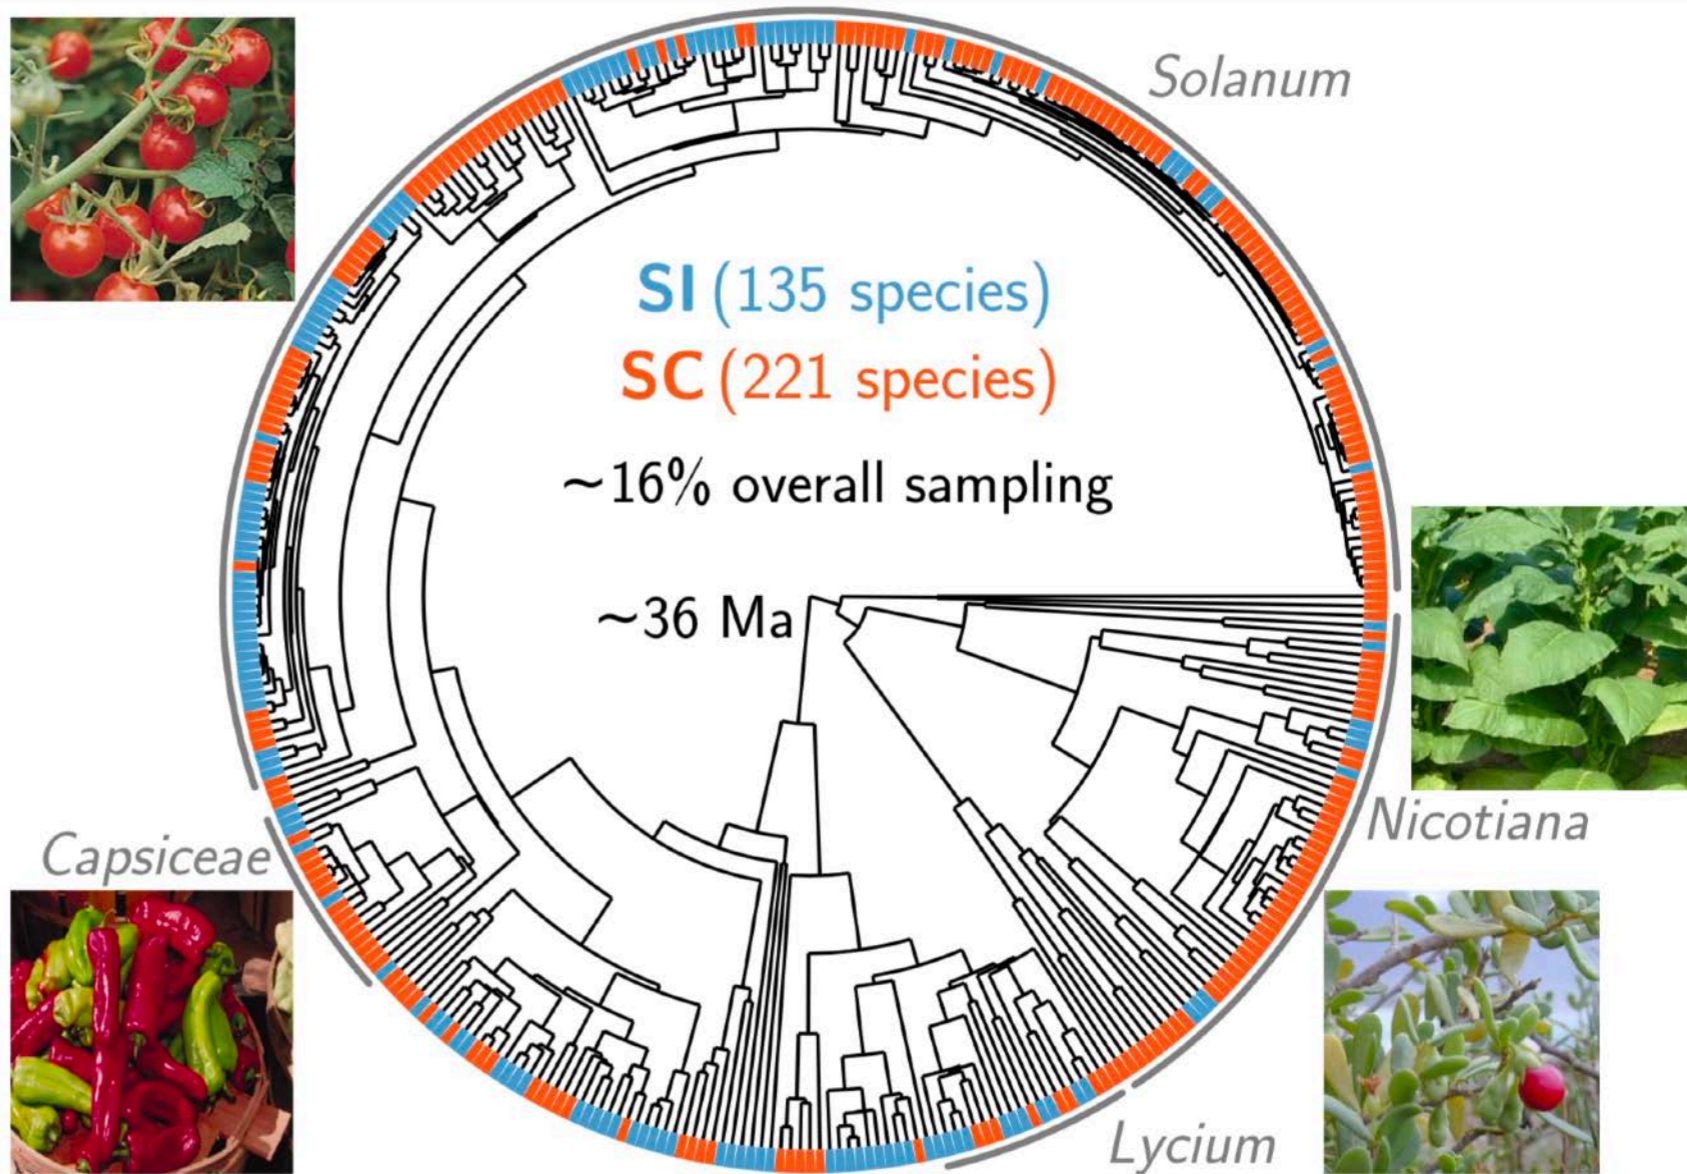 Solanum
SI (135 species)
SC (221 species)
~16% overall sampling
~36 Ma
Nicotiana
Capsiceae
Lycium